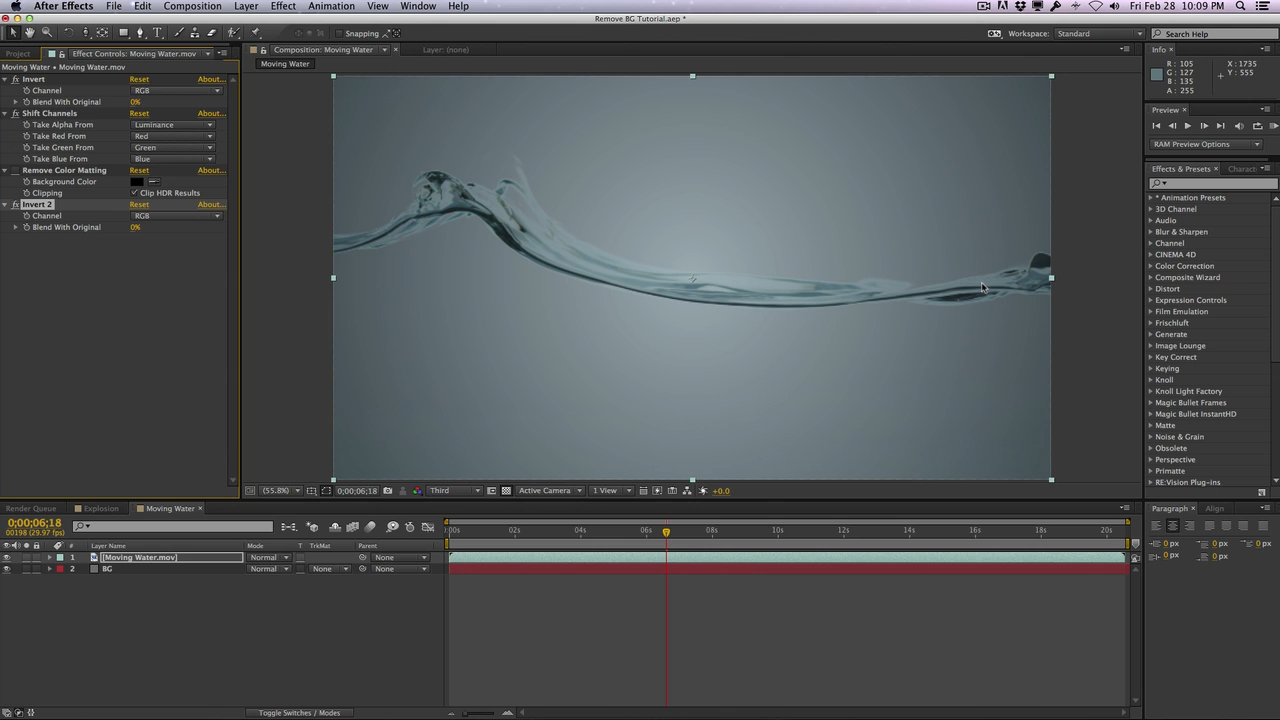 After Effects File Edit Composition Layer Effect Animation View Window Help Fri Feb 28 10:09 PM
Remove BG Tutorial.aep *
Snapping Workspace: Standard Search Help
Project Effect Controls: Moving Water.mov Composition: Moving Water Layer: (none) Info
Moving Water • Moving Water.mov Moving Water
Invert Reset About...
Channel RGB
Blend With Original 0%
Shift Channels Reset About...
Take Alpha From Luminance
Take Red From Red
Take Green From Green
Take Blue From Blue
Remove Color Matting Reset About...
Background Color
Clipping Clip HDR Results
Invert 2 Reset About...
Channel RGB
Blend With Original 0%
R : 105 X : 1735
G : 127 Y : 555
B : 135
A : 255
Preview
RAM Preview Options
Effects & Presets Charact
* Animation Presets
3D Channel
Audio
Blur & Sharpen
Channel
CINEMA 4D
Color Correction
Composite Wizard
Distort
Expression Controls
Film Emulation
Frischluft
Generate
Image Lounge
Key Correct
Keying
Knoll
Knoll Light Factory
Magic Bullet Frames
Magic Bullet InstantHD
Matte
Noise & Grain
Obsolete
Perspective
Primatte
RE:Vision Plug-ins
(55.8%) 0;00;06;18 Third Active Camera 1 View +0.0
Render Queue Explosion Moving Water
0;00;06;18
00198 (29.97 fps)
:00s 02s 04s 06s 08s 10s 12s 14s 16s 18s 20s
# Layer Name Mode T TrkMat Parent
1 [Moving Water.mov] Normal None
2 BG Normal None None
Toggle Switches / Modes
Paragraph Align
0 px 0 px 0 px
0 px 0 px